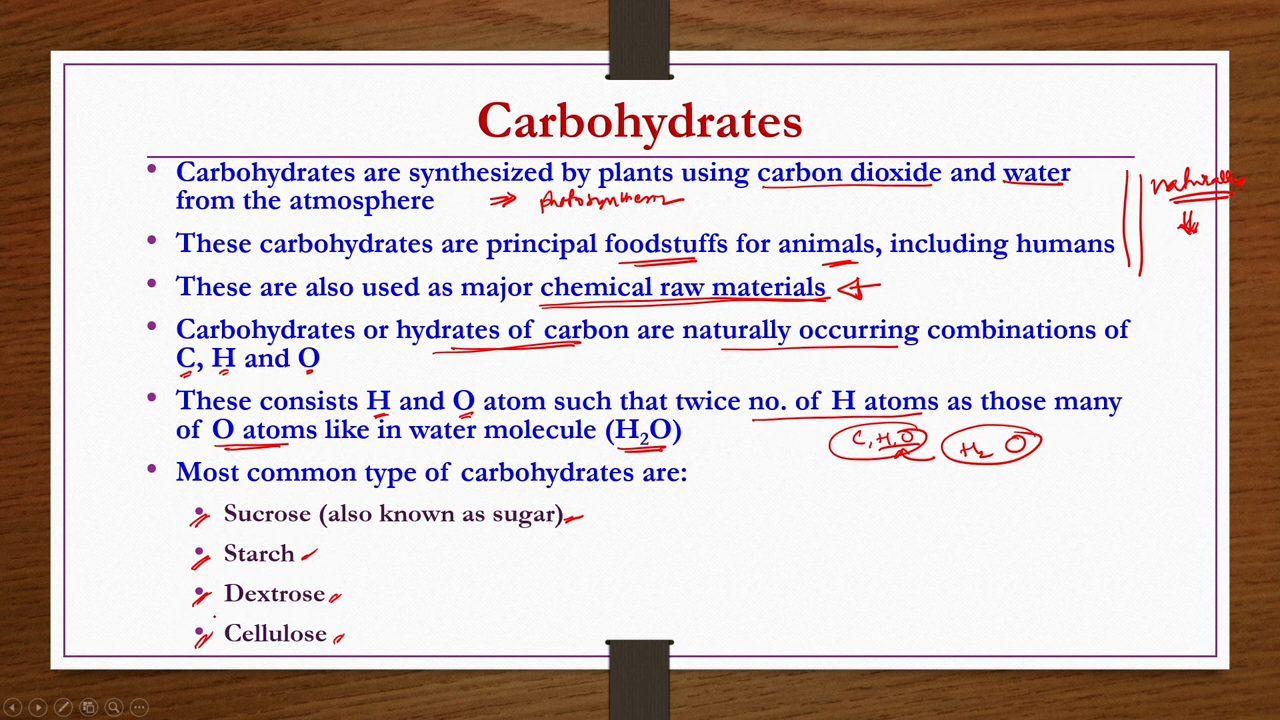 Carbohydrates
• Carbohydrates are synthesized by plants using carbon dioxide and water
from the atmosphere ⇒ photosynthesis
naturally
• These carbohydrates are principal foodstuffs for animals, including humans
• These are also used as major chemical raw materials
• Carbohydrates or hydrates of carbon are naturally occurring combinations of
C, H and O
• These consists H and O atom such that twice no. of H atoms as those many
of O atoms like in water molecule (H₂O)
C, H, O H₂ O
• Most common type of carbohydrates are:
• Sucrose (also known as sugar)
• Starch
• Dextrose
• Cellulose